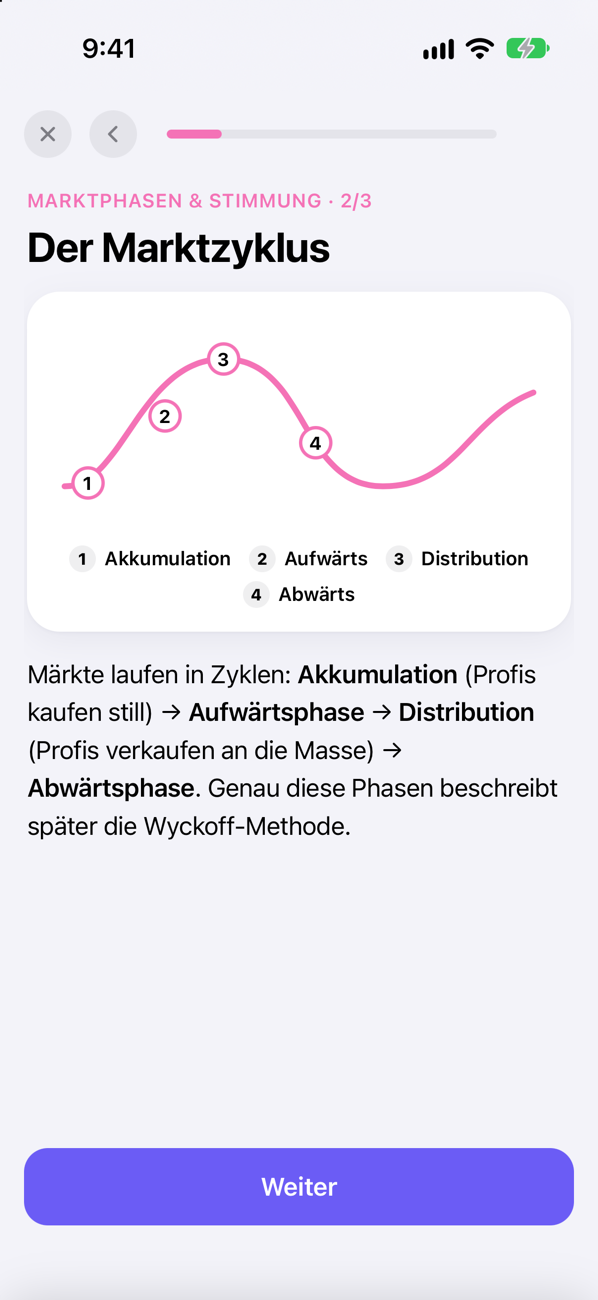 9:41
MARKTPHASEN & STIMMUNG · 2/3
Der Marktzyklus
3
2
4
1
1 Akkumulation 2 Aufwärts 3 Distribution
4 Abwärts
Märkte laufen in Zyklen: Akkumulation (Profis
kaufen still) → Aufwärtsphase → Distribution
(Profis verkaufen an die Masse) →
Abwärtsphase. Genau diese Phasen beschreibt
später die Wyckoff-Methode.
Weiter